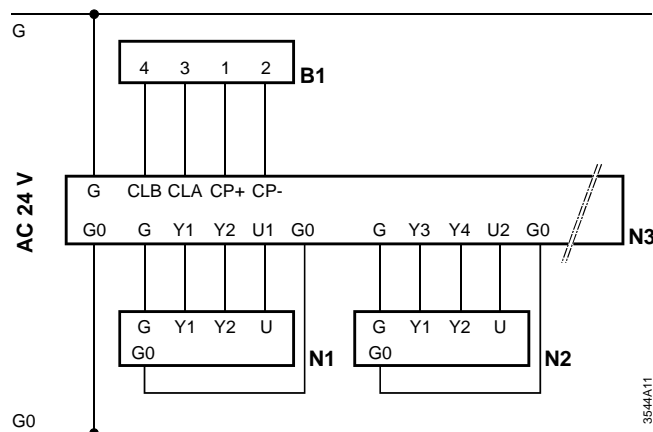 G
4 3 1 2
B1
AC 24 V
G CLB CLA CP+ CP-
G0 G Y1 Y2 U1 G0 G Y3 Y4 U2 G0
N3
G Y1 Y2 U
G0
N1
G Y1 Y2 U
G0
N2
G0
3544A11